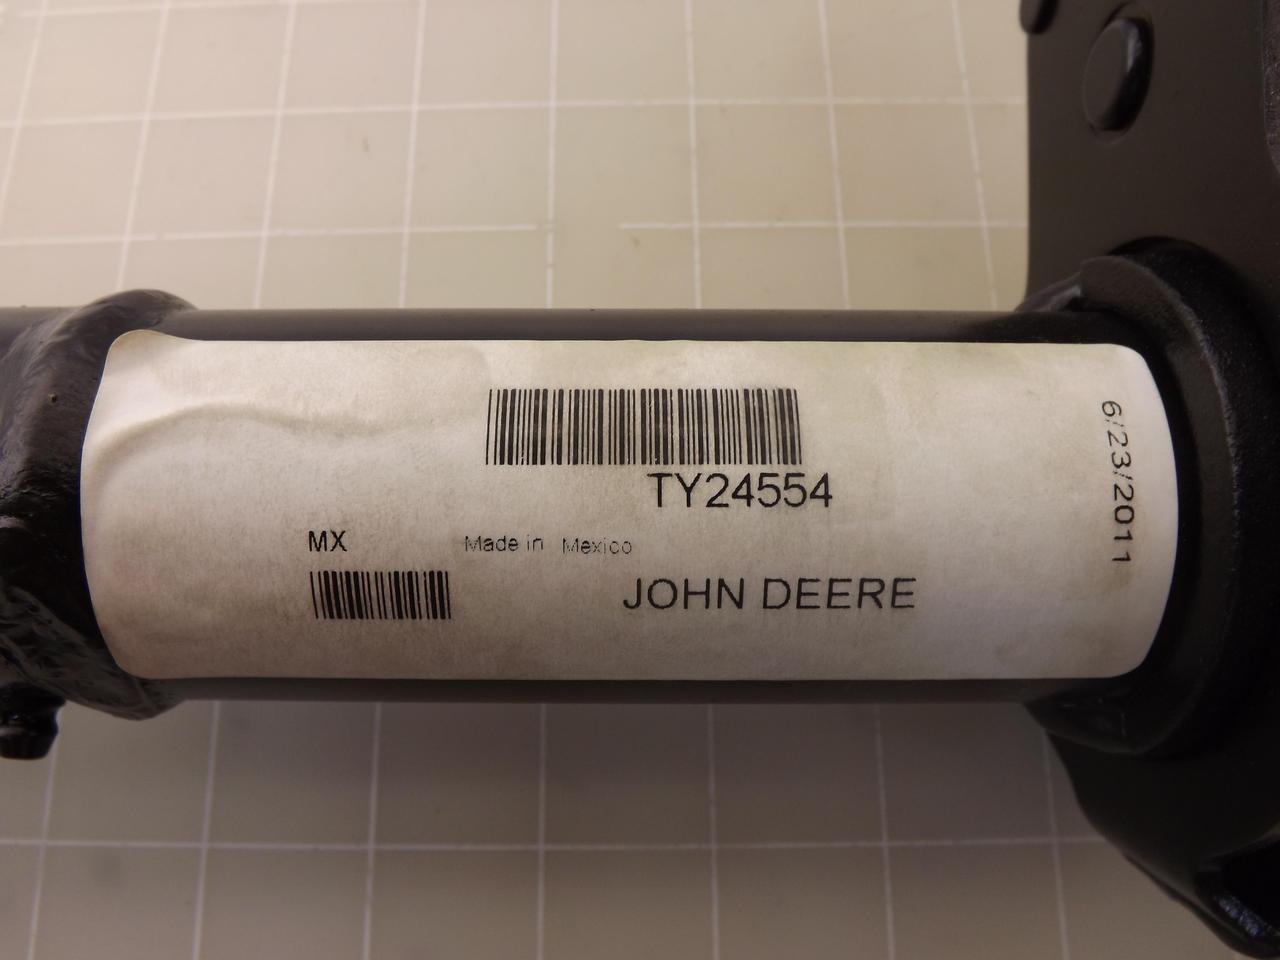 TY24554
MX
Made in Mexico
JOHN DEERE
6/23/2011